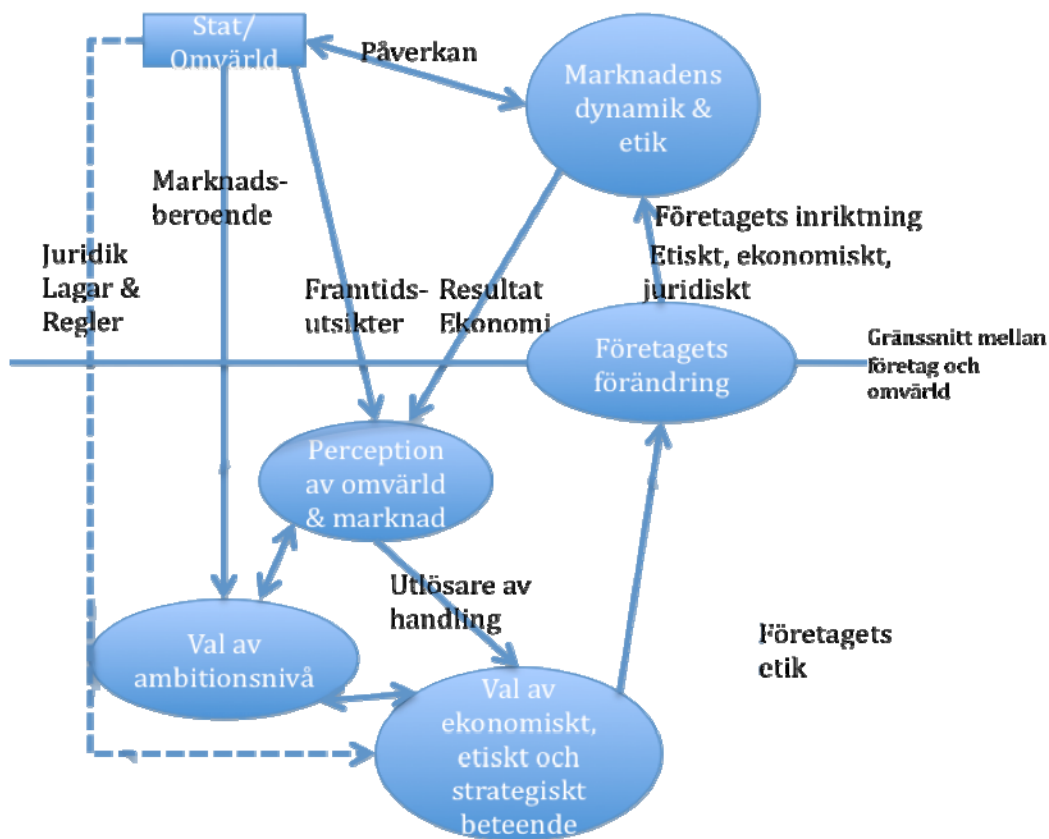 Stat/
Omvärld
Påverkan
Marknadens
dynamik &
etik
Marknads-
beroende
Företagets inriktning
Etiskt, ekonomiskt,
juridiskt
Juridik
Lagar &
Regler
Framtids-
utsikter
Resultat
Ekonomi
Företagets
förändring
Gränssnitt mellan
företag och
omvärld
Perception
av omvärld
& marknad
Utlösare av
handling
Val av
ambitionsnivå
Företagets
etik
Val av
ekonomiskt,
etiskt och
strategiskt
beteende